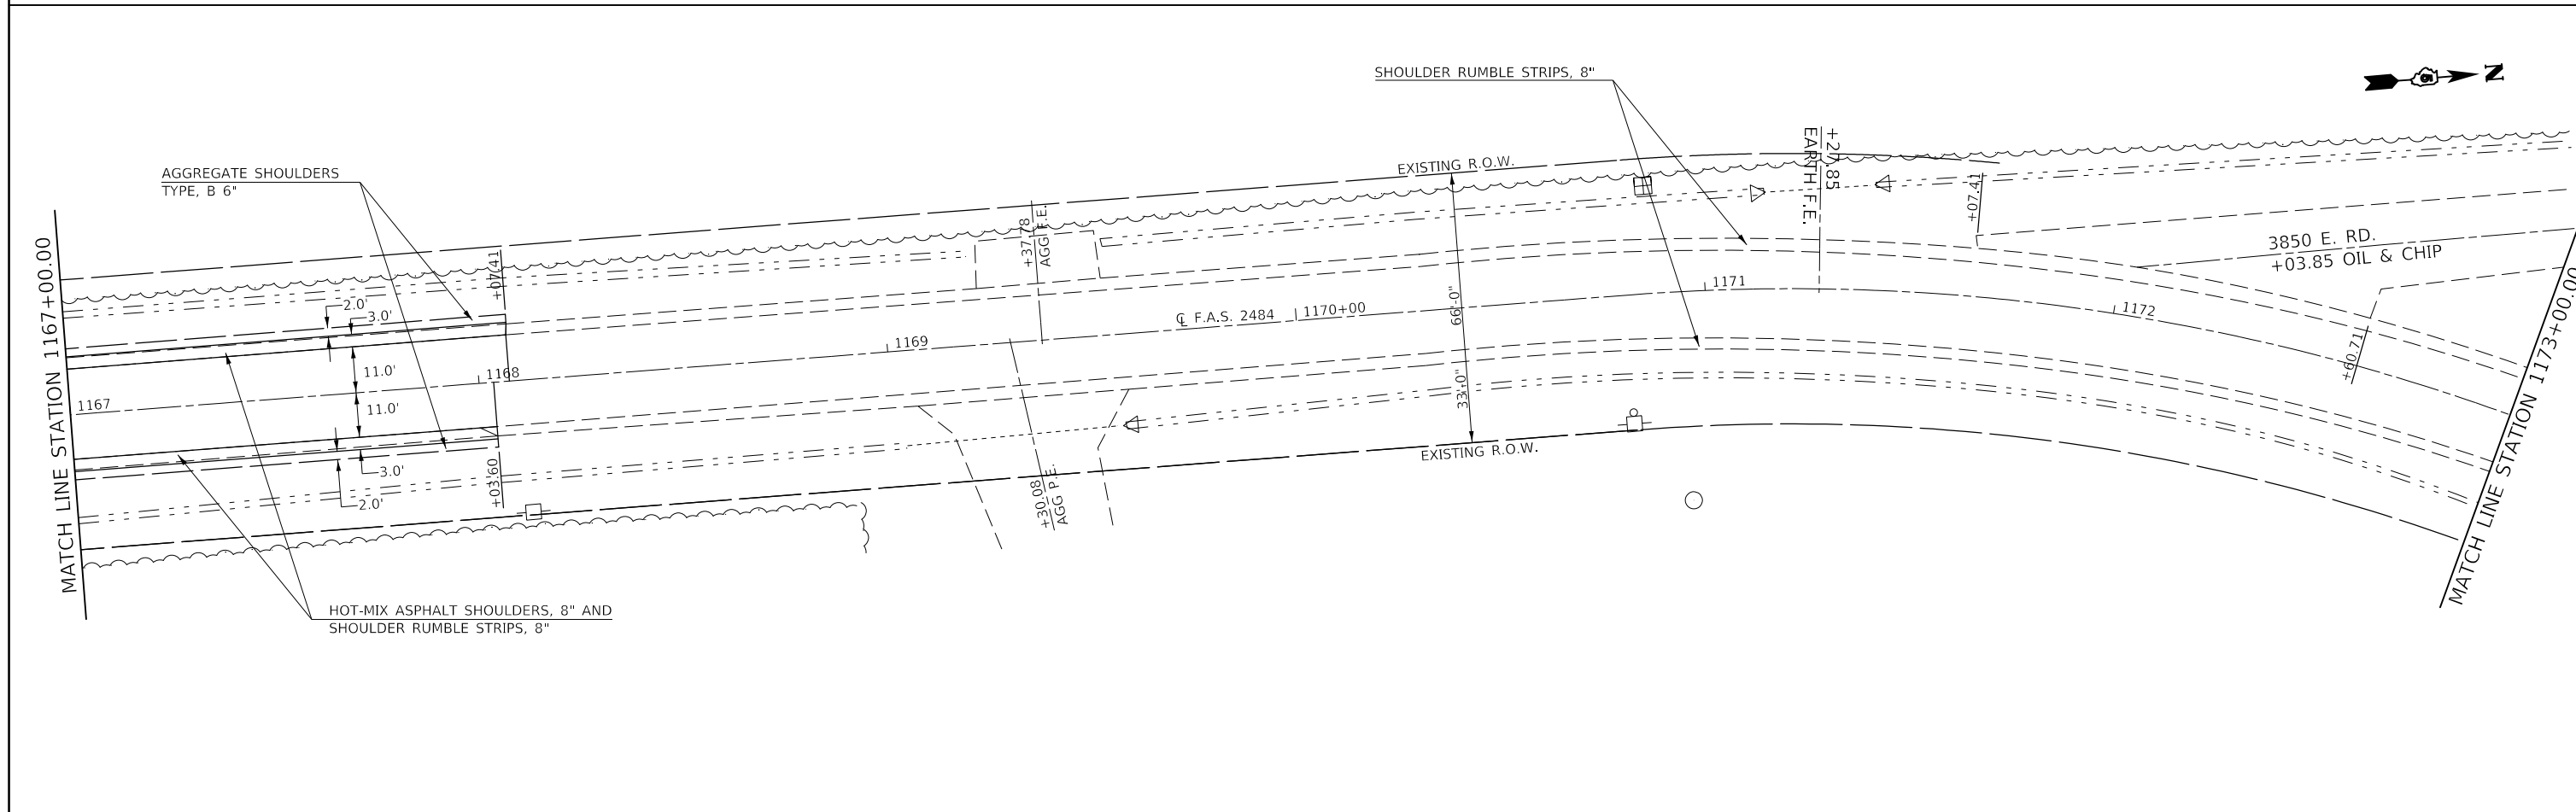 SHOULDER RUMBLE STRIPS, 8"
N
AGGREGATE SHOULDERS
TYPE, B 6"
EXISTING R.O.W.
+27.85
EARTH F.E.
+07.41
3850 E. RD.
+03.85 OIL & CHIP
+37.78
AGG F.E.
+07.41
2.0'
3.0'
11.0'
11.0'
3.0'
2.0'
MATCH LINE STATION 1167+00.00
1167
1168
1169
℄ F.A.S. 2484
1170+00
1171
1172
66'-0"
33'-0"
+60.71
MATCH LINE STATION 1173+00.00
+03.60
+30.08
AGG P.E.
EXISTING R.O.W.
HOT-MIX ASPHALT SHOULDERS, 8" AND
SHOULDER RUMBLE STRIPS, 8"